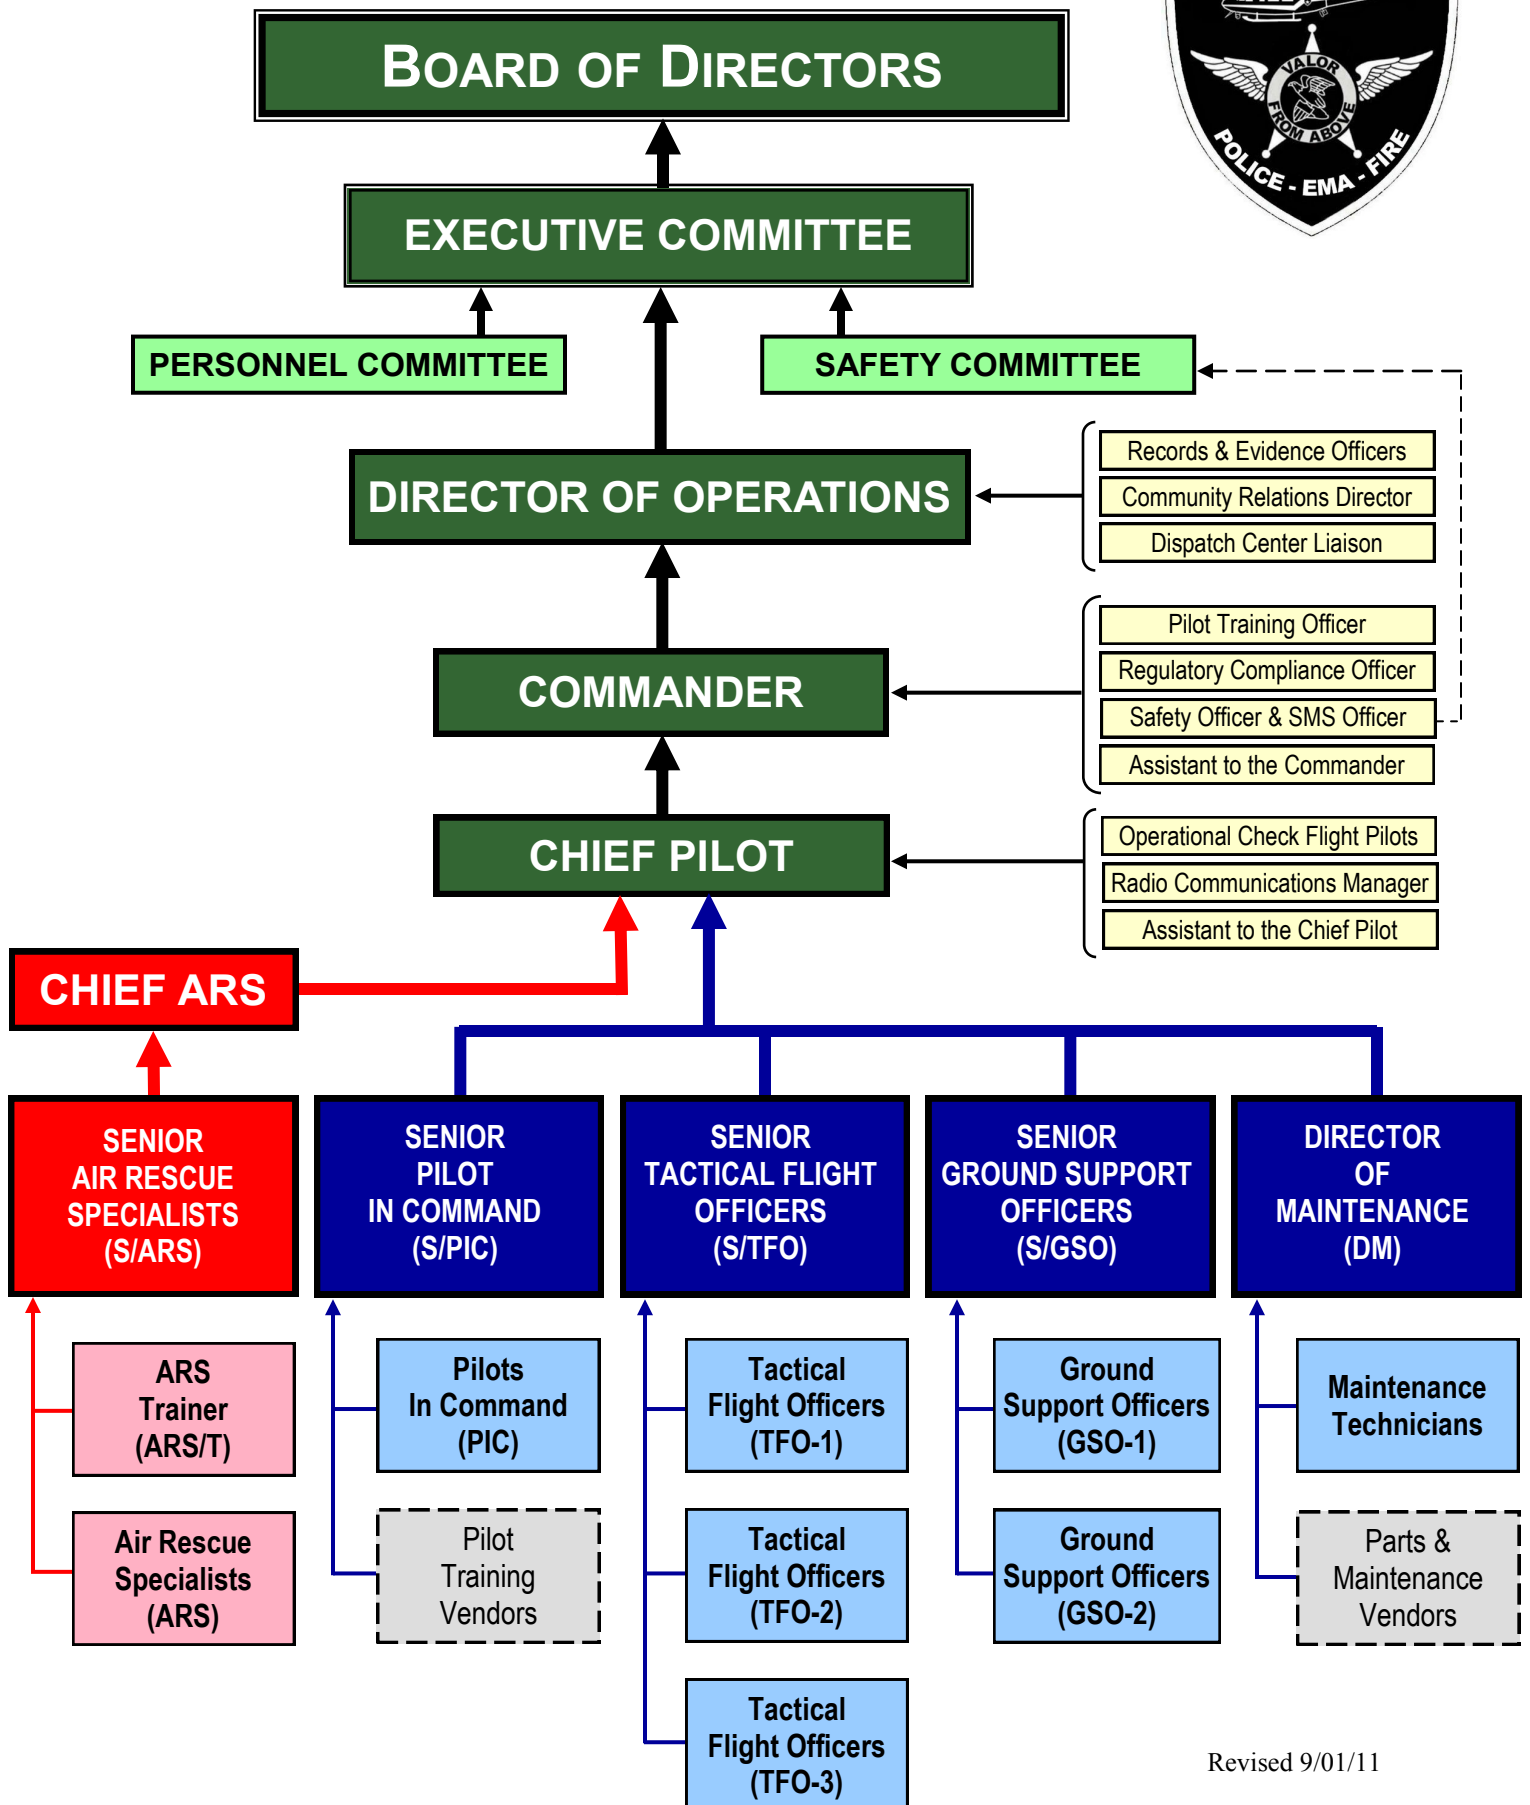 BOARD OF DIRECTORS
VALOR
FROM ABOVE
POLICE - EMA - FIRE
EXECUTIVE COMMITTEE
PERSONNEL COMMITTEE
SAFETY COMMITTEE
DIRECTOR OF OPERATIONS
Records & Evidence Officers
Community Relations Director
Dispatch Center Liaison
COMMANDER
Pilot Training Officer
Regulatory Compliance Officer
Safety Officer & SMS Officer
Assistant to the Commander
CHIEF PILOT
Operational Check Flight Pilots
Radio Communications Manager
Assistant to the Chief Pilot
CHIEF ARS
SENIOR
AIR RESCUE
SPECIALISTS
(S/ARS)
SENIOR
PILOT
IN COMMAND
(S/PIC)
SENIOR
TACTICAL FLIGHT
OFFICERS
(S/TFO)
SENIOR
GROUND SUPPORT
OFFICERS
(S/GSO)
DIRECTOR
OF
MAINTENANCE
(DM)
ARS
Trainer
(ARS/T)
Pilots
In Command
(PIC)
Tactical
Flight Officers
(TFO-1)
Ground
Support Officers
(GSO-1)
Maintenance
Technicians
Air Rescue
Specialists
(ARS)
Pilot
Training
Vendors
Tactical
Flight Officers
(TFO-2)
Ground
Support Officers
(GSO-2)
Parts &
Maintenance
Vendors
Tactical
Flight Officers
(TFO-3)
Revised 9/01/11